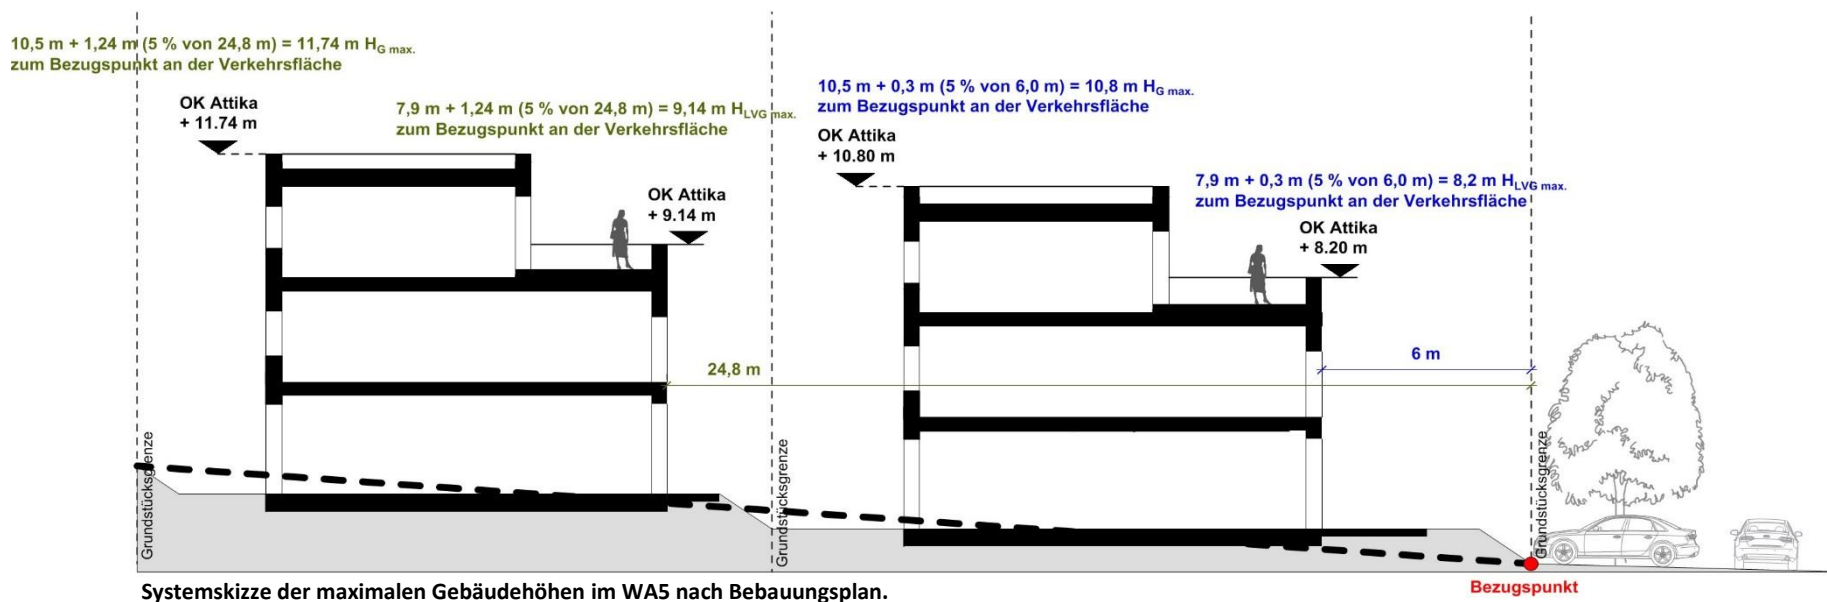 10,5 m + 1,24 m (5 % von 24,8 m) = 11,74 m HG max.
zum Bezugspunkt an der Verkehrsfläche
OK Attika
+ 11.74 m
7,9 m + 1,24 m (5 % von 24,8 m) = 9,14 m HLVG max.
zum Bezugspunkt an der Verkehrsfläche
OK Attika
+ 9.14 m
10,5 m + 0,3 m (5 % von 6,0 m) = 10,8 m HG max.
zum Bezugspunkt an der Verkehrsfläche
OK Attika
+ 10.80 m
7,9 m + 0,3 m (5 % von 6,0 m) = 8,2 m HLVG max.
zum Bezugspunkt an der Verkehrsfläche
OK Attika
+ 8.20 m
24,8 m
6 m
Grundstücksgrenze
Grundstücksgrenze
Grundstücksgrenze
Bezugspunkt
Systemskizze der maximalen Gebäudehöhen im WA5 nach Bebauungsplan.